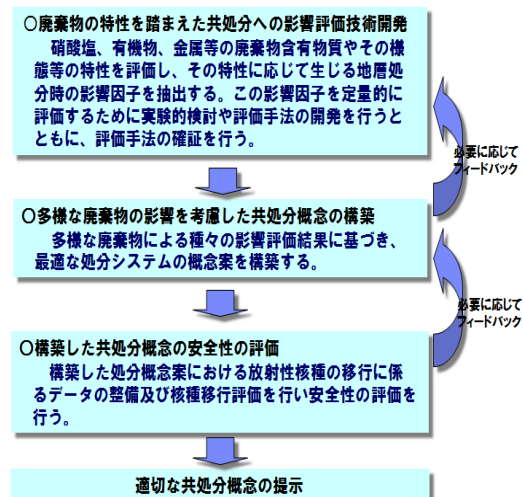 ○廃棄物の特性を踏まえた共処分への影響評価技術開発
硝酸塩、有機物、金属等の廃棄物含有物質やその様
態等の特性を評価し、その特性に応じて生じる地層処
分時の影響因子を抽出する。この影響因子を定量的に
評価するために実験的検討や評価手法の開発を行うと
ともに、評価手法の確証を行う。
必要に応じて
フィードバック
○多様な廃棄物の影響を考慮した共処分概念の構築
多様な廃棄物による種々の影響評価結果に基づき、
最適な処分システムの概念案を構築する。
必要に応じて
フィードバック
○構築した共処分概念の安全性の評価
構築した処分概念案における放射性核種の移行に係
るデータの整備及び核種移行評価を行い安全性の評価を
行う。
適切な共処分概念の提示